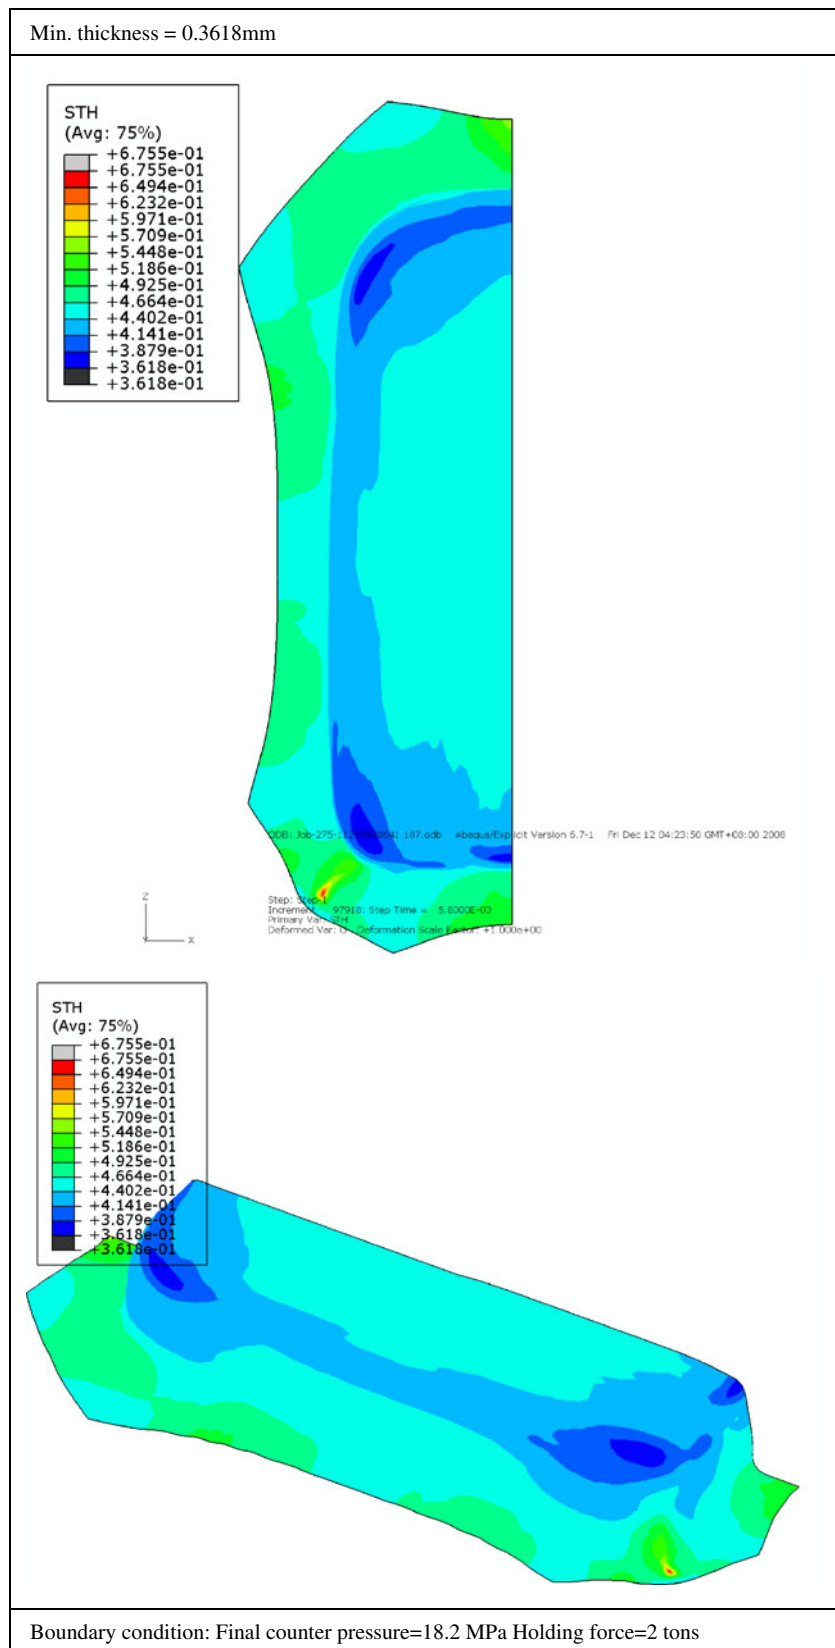 Min. thickness = 0.3618mm
STH
(Avg: 75%)
+6.755e-01
+6.755e-01
+6.494e-01
+6.232e-01
+5.971e-01
+5.709e-01
+5.448e-01
+5.186e-01
+4.925e-01
+4.664e-01
+4.402e-01
+4.141e-01
+3.879e-01
+3.618e-01
+3.618e-01
Abaqus/Explicit Version 6.7-1 Fri Dec 12 04:23:50 GMT+08:00 2008
Z
Y X
Step: Step-1
Increment 97918: Step Time = 5.8000E-03
Primary Var: STH
Deformed Var: U Deformation Scale Factor: +1.000e+00
STH
(Avg: 75%)
+6.755e-01
+6.755e-01
+6.494e-01
+6.232e-01
+5.971e-01
+5.709e-01
+5.448e-01
+5.186e-01
+4.925e-01
+4.664e-01
+4.402e-01
+4.141e-01
+3.879e-01
+3.618e-01
+3.618e-01
Boundary condition: Final counter pressure=18.2 MPa Holding force=2 tons